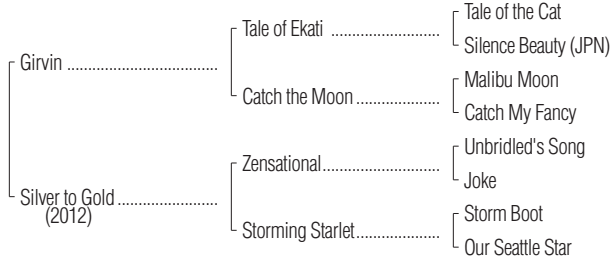 Tale of the Cat
Tale of Ekati
Silence Beauty (JPN)
Girvin
Malibu Moon
Catch the Moon
Catch My Fancy
Unbridled's Song
Zensational
Joke
Silver to Gold
(2012)
Storm Boot
Storming Starlet
Our Seattle Star